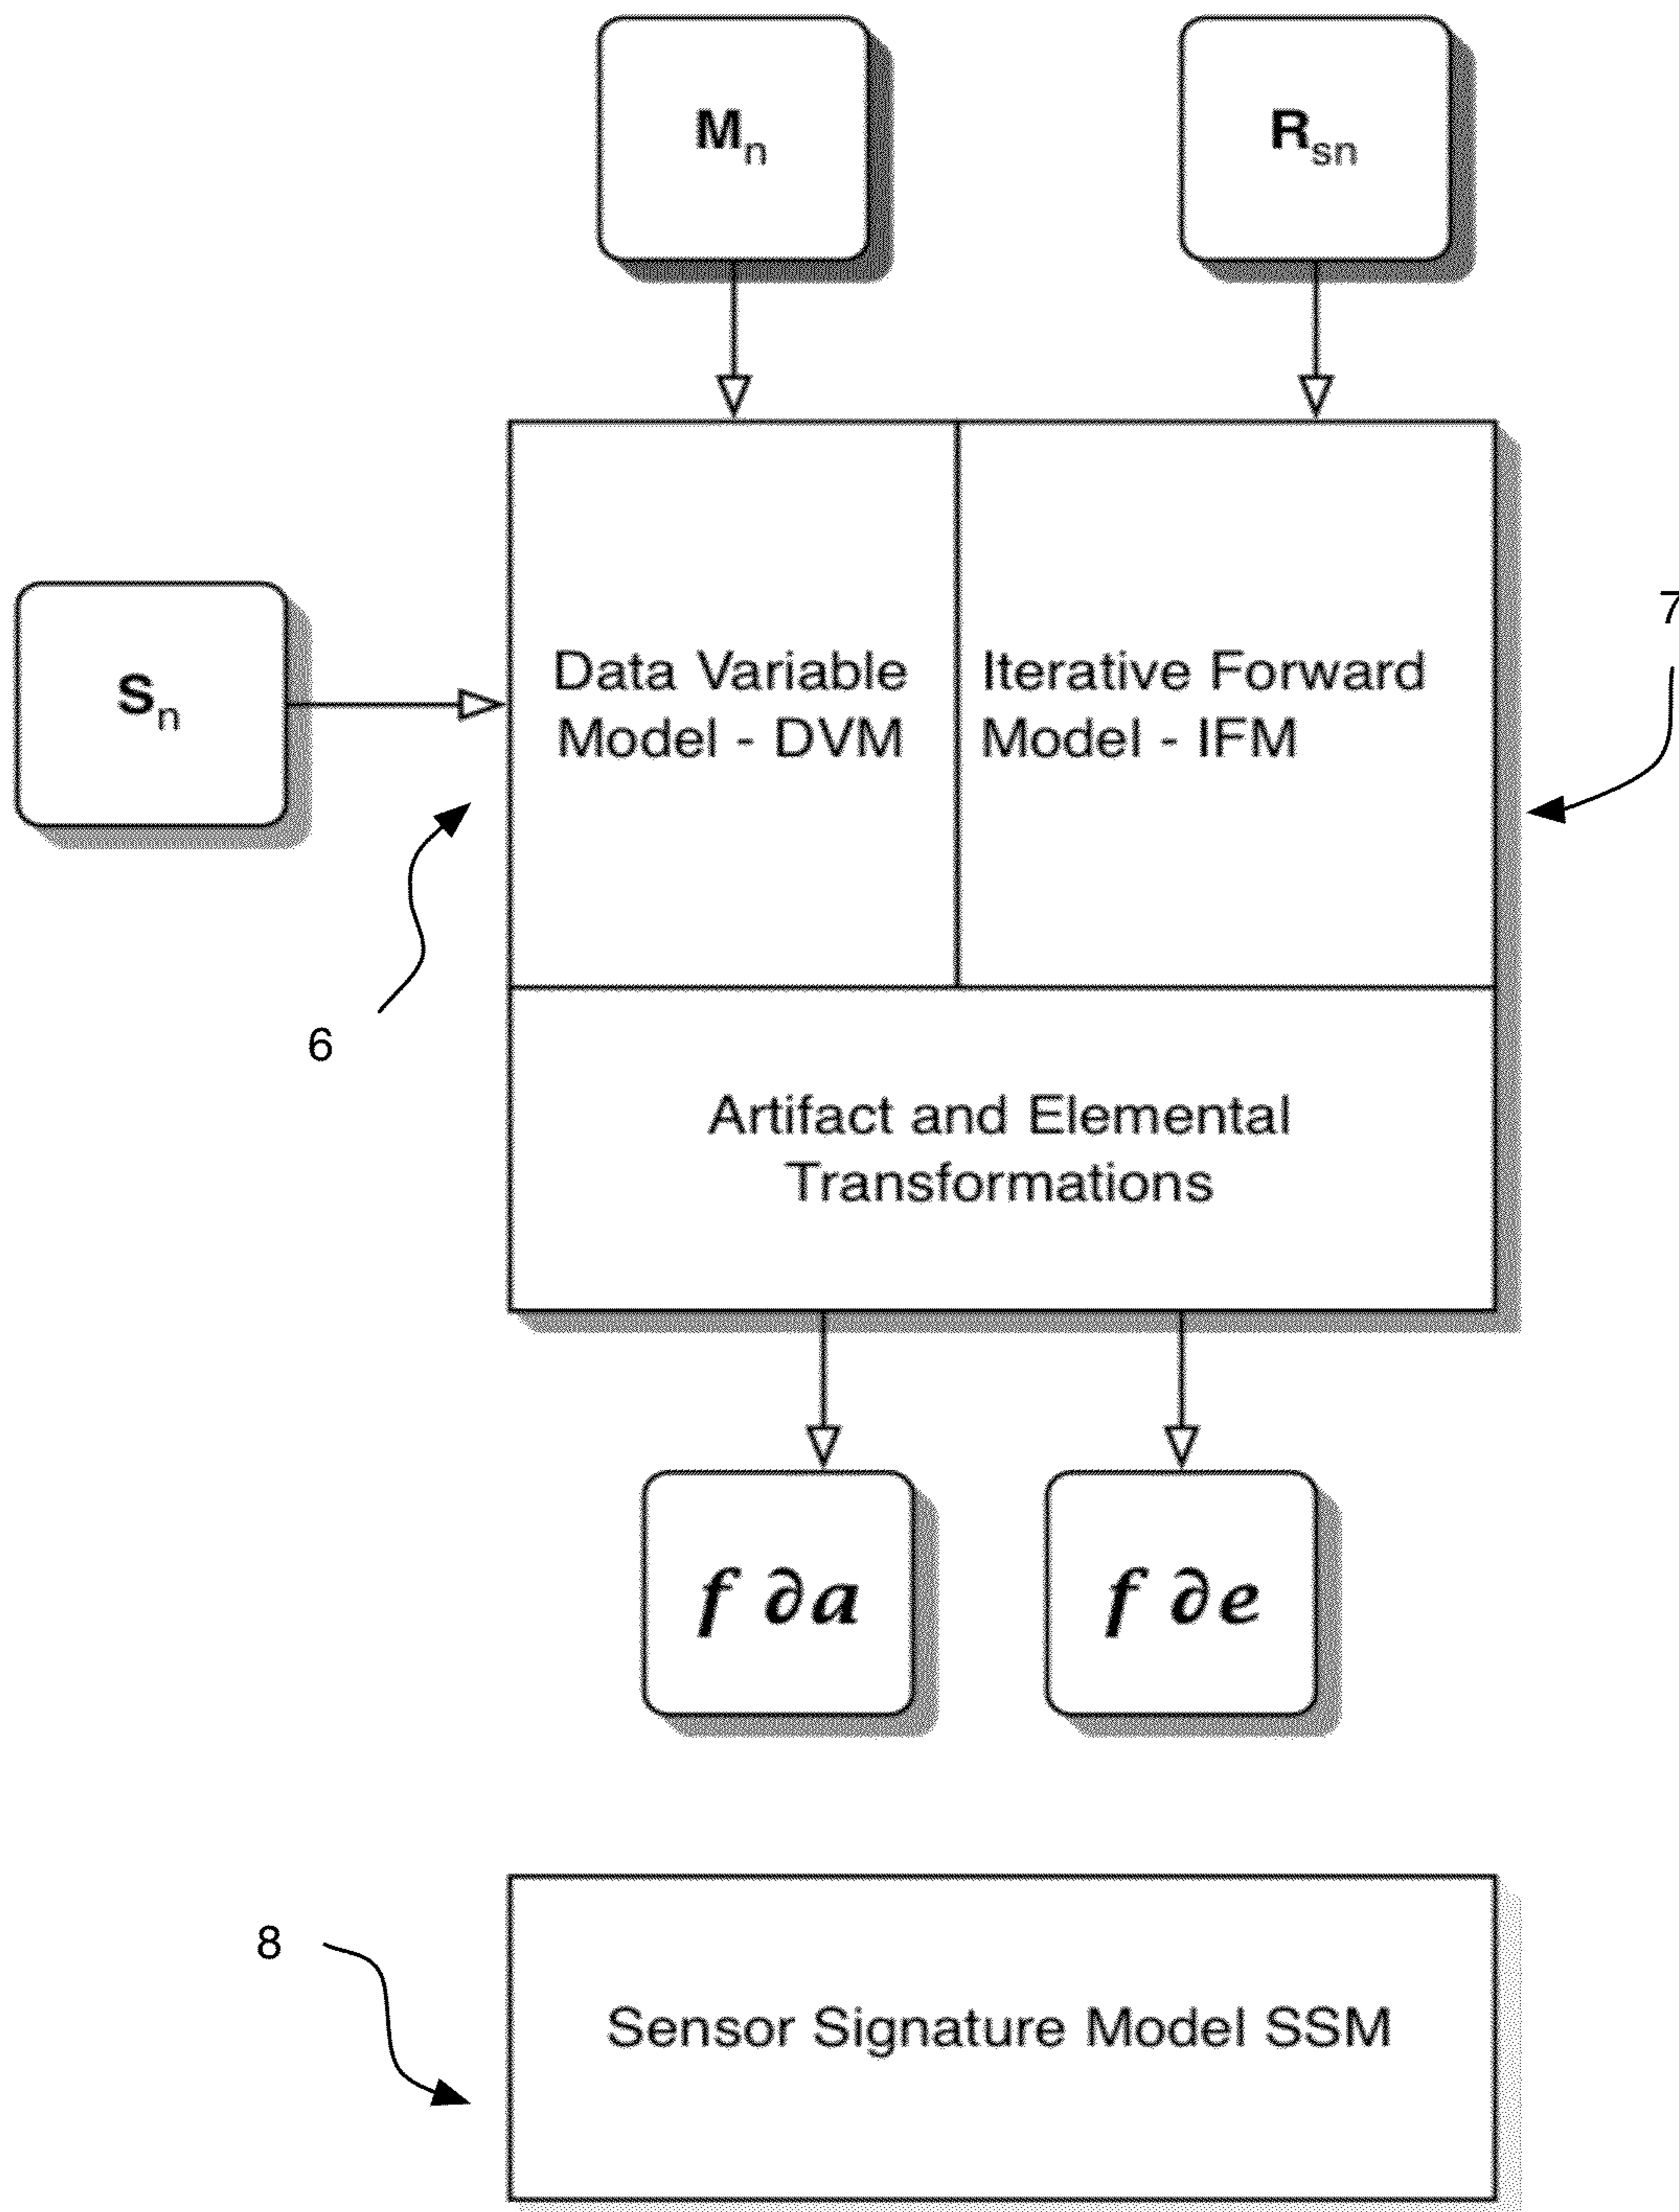 Mn
Rsn
Sn
Data Variable
Model - DVM
Iterative Forward
Model - IFM
7
6
Artifact and Elemental
Transformations
f ∂a
f ∂e
8
Sensor Signature Model SSM